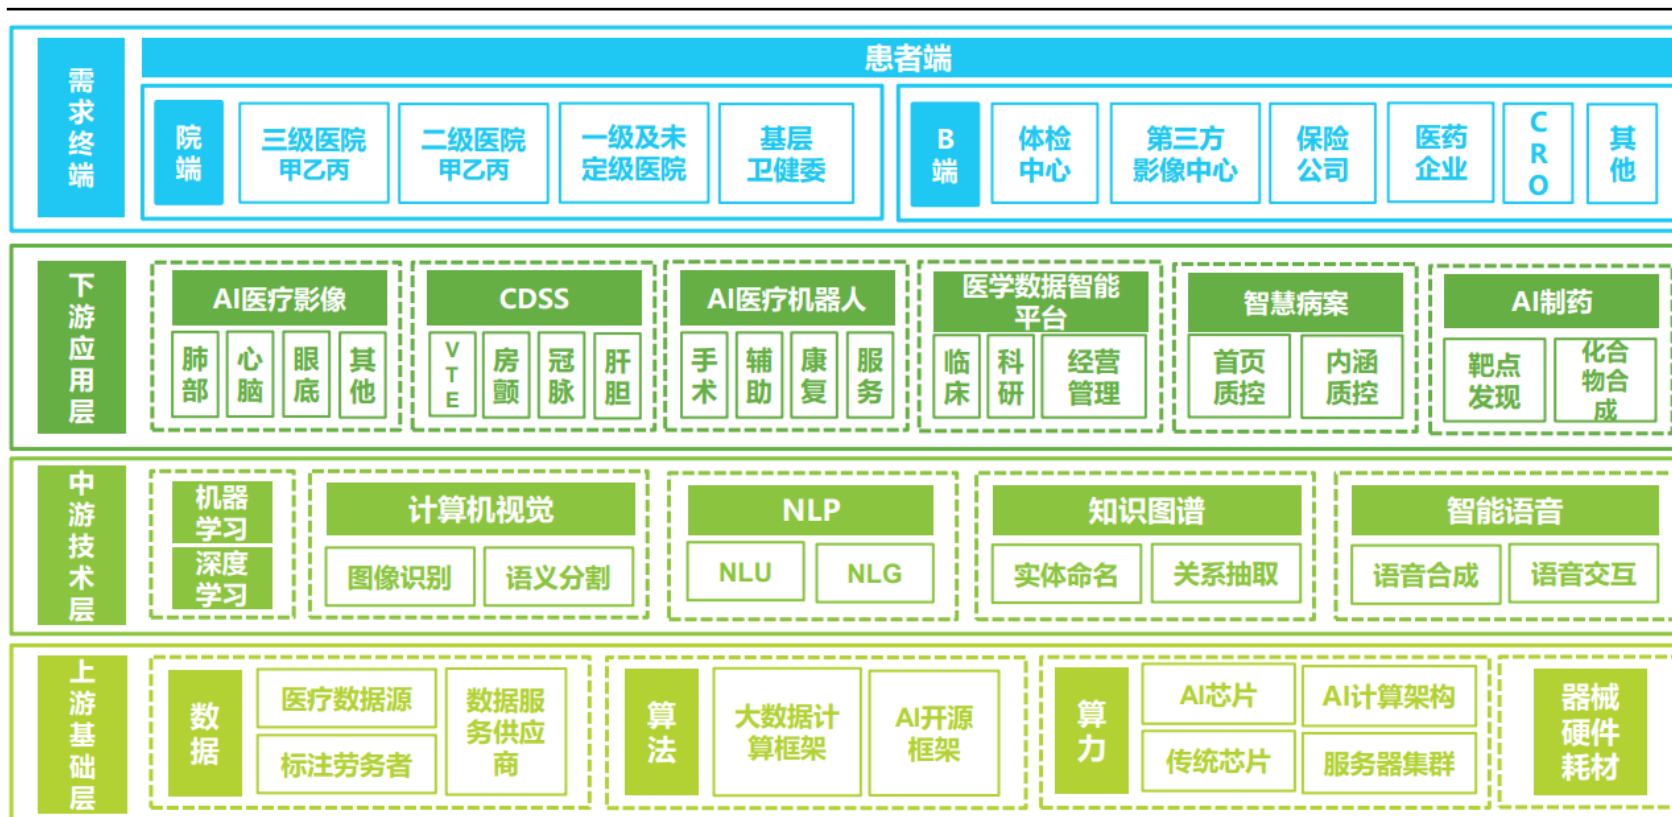 需求终端
患者端
院端
三级医院
甲乙丙
二级医院
甲乙丙
一级及未
定级医院
基层
卫健委
B端
体检
中心
第三方
影像中心
保险
公司
医药
企业
CRO
其他
下游应用层
AI医疗影像
肺部
心脑
眼底
其他
CDSS
VTE
房颤
冠脉
肝胆
AI医疗机器人
手术
辅助
康复
服务
医学数据智能
平台
临床
科研
经营
管理
智慧病案
首页
质控
内涵
质控
AI制药
靶点
发现
化合
物合
成
中游技术层
机器
学习
深度
学习
计算机视觉
图像识别
语义分割
NLP
NLU
NLG
知识图谱
实体命名
关系抽取
智能语音
语音合成
语音交互
上游基础层
数据
医疗数据源
标注劳务者
数据服
务供应
商
算法
大数据计
算框架
AI开源
框架
算力
AI芯片
AI计算架构
传统芯片
服务器集群
器械
硬件
耗材